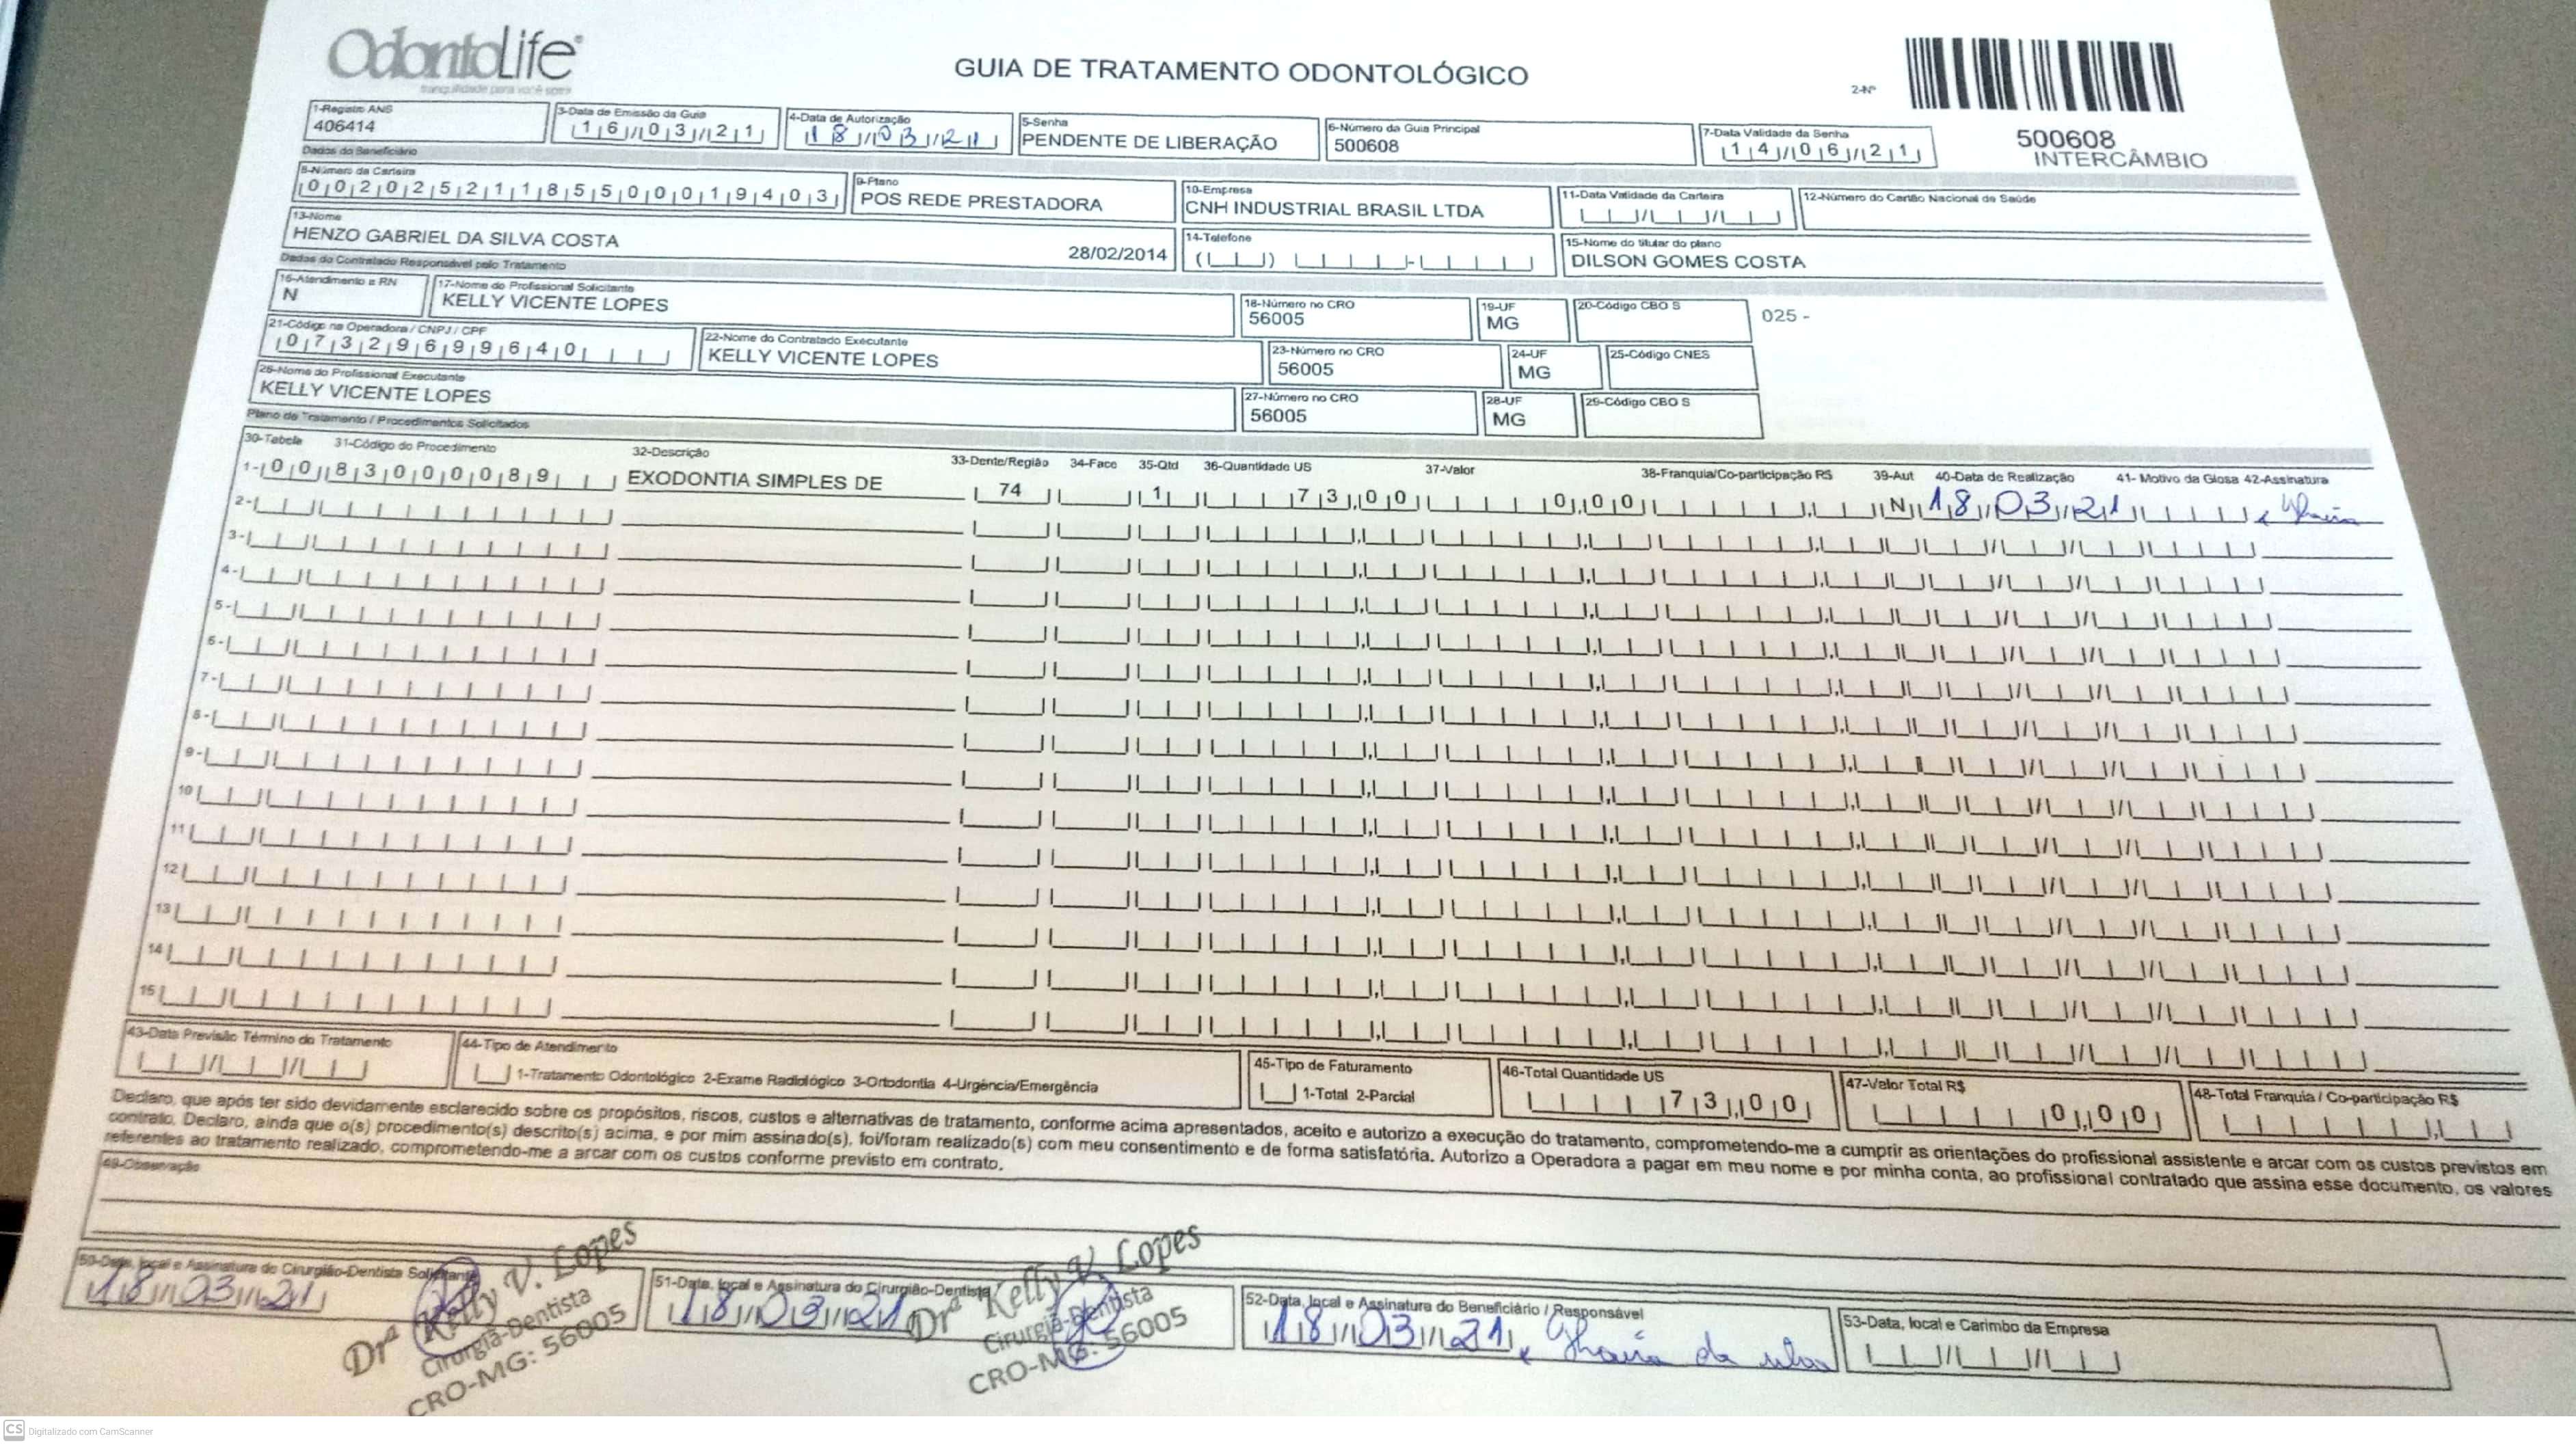 OdontoLife®
tranquilidade para você sorrir
GUIA DE TRATAMENTO ODONTOLÓGICO
2-Nº
500608
INTERCÂMBIO
1-Registro ANS
406414
3-Data de Emissão da Guia
16/03/21
4-Data de Autorização
18/03/21
5-Senha
PENDENTE DE LIBERAÇÃO
6-Número da Guia Principal
500608
7-Data Validade da Senha
14/06/21
Dados do Beneficiário
8-Número da Carteira
00202521185500019403
9-Plano
POS REDE PRESTADORA
10-Empresa
CNH INDUSTRIAL BRASIL LTDA
11-Data Validade da Carteira
12-Número do Cartão Nacional de Saúde
13-Nome
HENZO GABRIEL DA SILVA COSTA
28/02/2014
14-Telefone
15-Nome do titular do plano
DILSON GOMES COSTA
Dados do Contratado Responsável pelo Tratamento
16-Atendimento a RN
N
17-Nome do Profissional Solicitante
KELLY VICENTE LOPES
18-Número no CRO
56005
19-UF
MG
20-Código CBO S
025 -
21-Código na Operadora / CNPJ / CPF
07329699640
22-Nome do Contratado Executante
KELLY VICENTE LOPES
23-Número no CRO
56005
24-UF
MG
25-Código CNES
26-Nome do Profissional Executante
KELLY VICENTE LOPES
27-Número no CRO
56005
28-UF
MG
29-Código CBO S
Plano de Tratamento / Procedimentos Solicitados
30-Tabela 31-Código do Procedimento 32-Descrição 33-Dente/Região 34-Face 35-Qtd 36-Quantidade US 37-Valor 38-Franquia/Co-participação R$ 39-Aut 40-Data de Realização 41- Motivo da Glosa 42-Assinatura
1- 00 83000089 EXODONTIA SIMPLES DE 74 1 73,00 0,00 N 18/03/21
2-
3-
4-
5-
6-
7-
8-
9-
10
11
12
13
14
15
43-Data Previsão Término do Tratamento
44-Tipo de Atendimento
1-Tratamento Odontológico 2-Exame Radiológico 3-Ortodontia 4-Urgência/Emergência
45-Tipo de Faturamento
1-Total 2-Parcial
46-Total Quantidade US
73,00
47-Valor Total R$
0,00
48-Total Franquia / Co-participação R$
Declaro, que após ter sido devidamente esclarecido sobre os propósitos, riscos, custos e alternativas de tratamento, conforme acima apresentados, aceito e autorizo a execução do tratamento, comprometendo-me a cumprir as orientações do profissional assistente e arcar com os custos previstos em
contrato. Declaro, ainda que o(s) procedimento(s) descrito(s) acima, e por mim assinado(s), foi/foram realizado(s) com meu consentimento e de forma satisfatória. Autorizo a Operadora a pagar em meu nome e por minha conta, ao profissional contratado que assina esse documento, os valores
referentes ao tratamento realizado, comprometendo-me a arcar com os custos conforme previsto em contrato.
49-Observação
50-Data, local e Assinatura do Cirurgião-Dentista Solicitante
18/03/21
Drª Kelly V. Lopes
Cirurgiã-Dentista
CRO-MG: 56005
51-Data, local e Assinatura do Cirurgião-Dentista
18/03/21
Drª Kelly V. Lopes
Cirurgiã-Dentista
CRO-MG: 56005
52-Data, local e Assinatura do Beneficiário / Responsável
18/03/21
53-Data, local e Carimbo da Empresa
CS Digitalizado com CamScanner